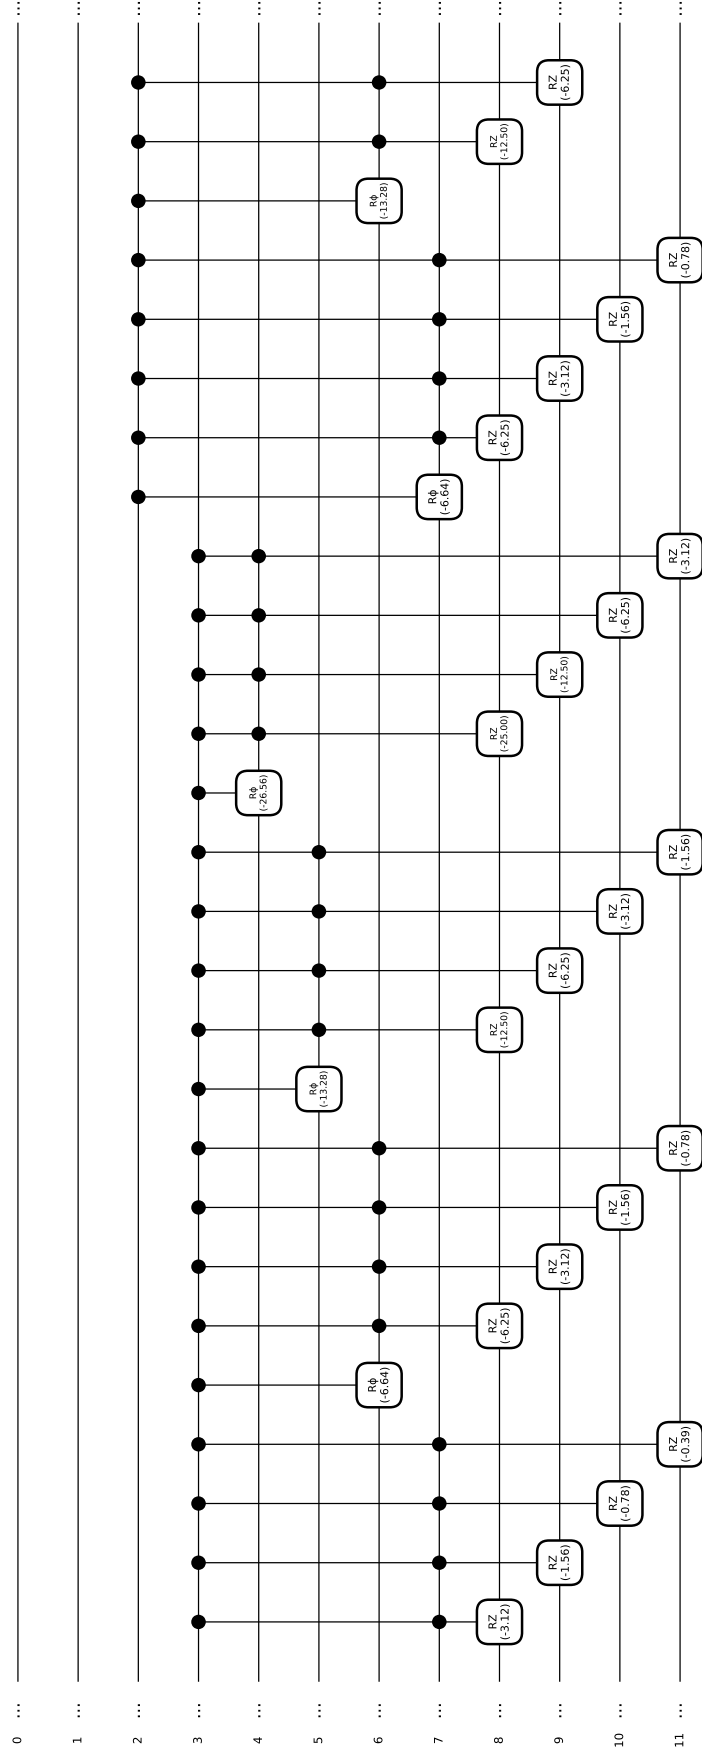 0 ... ...
1 ... ...
2 ... ...
3 ... ...
4 ...
Rϕ
(-26.56)
...
5 ...
Rϕ
(-13.28)
...
6 ...
Rϕ
(-6.64)
Rϕ
(-13.28)
...
7 ...
Rϕ
(-6.64)
...
8 ...
RZ
(-3.12)
RZ
(-6.25)
RZ
(-12.50)
RZ
(-25.00)
RZ
(-6.25)
RZ
(-12.50)
...
9 ...
RZ
(-1.56)
RZ
(-3.12)
RZ
(-6.25)
RZ
(-12.50)
RZ
(-3.12)
RZ
(-6.25)
...
10 ...
RZ
(-0.78)
RZ
(-1.56)
RZ
(-3.12)
RZ
(-6.25)
RZ
(-1.56)
...
11 ...
RZ
(-0.39)
RZ
(-0.78)
RZ
(-1.56)
RZ
(-3.12)
RZ
(-0.78)
...